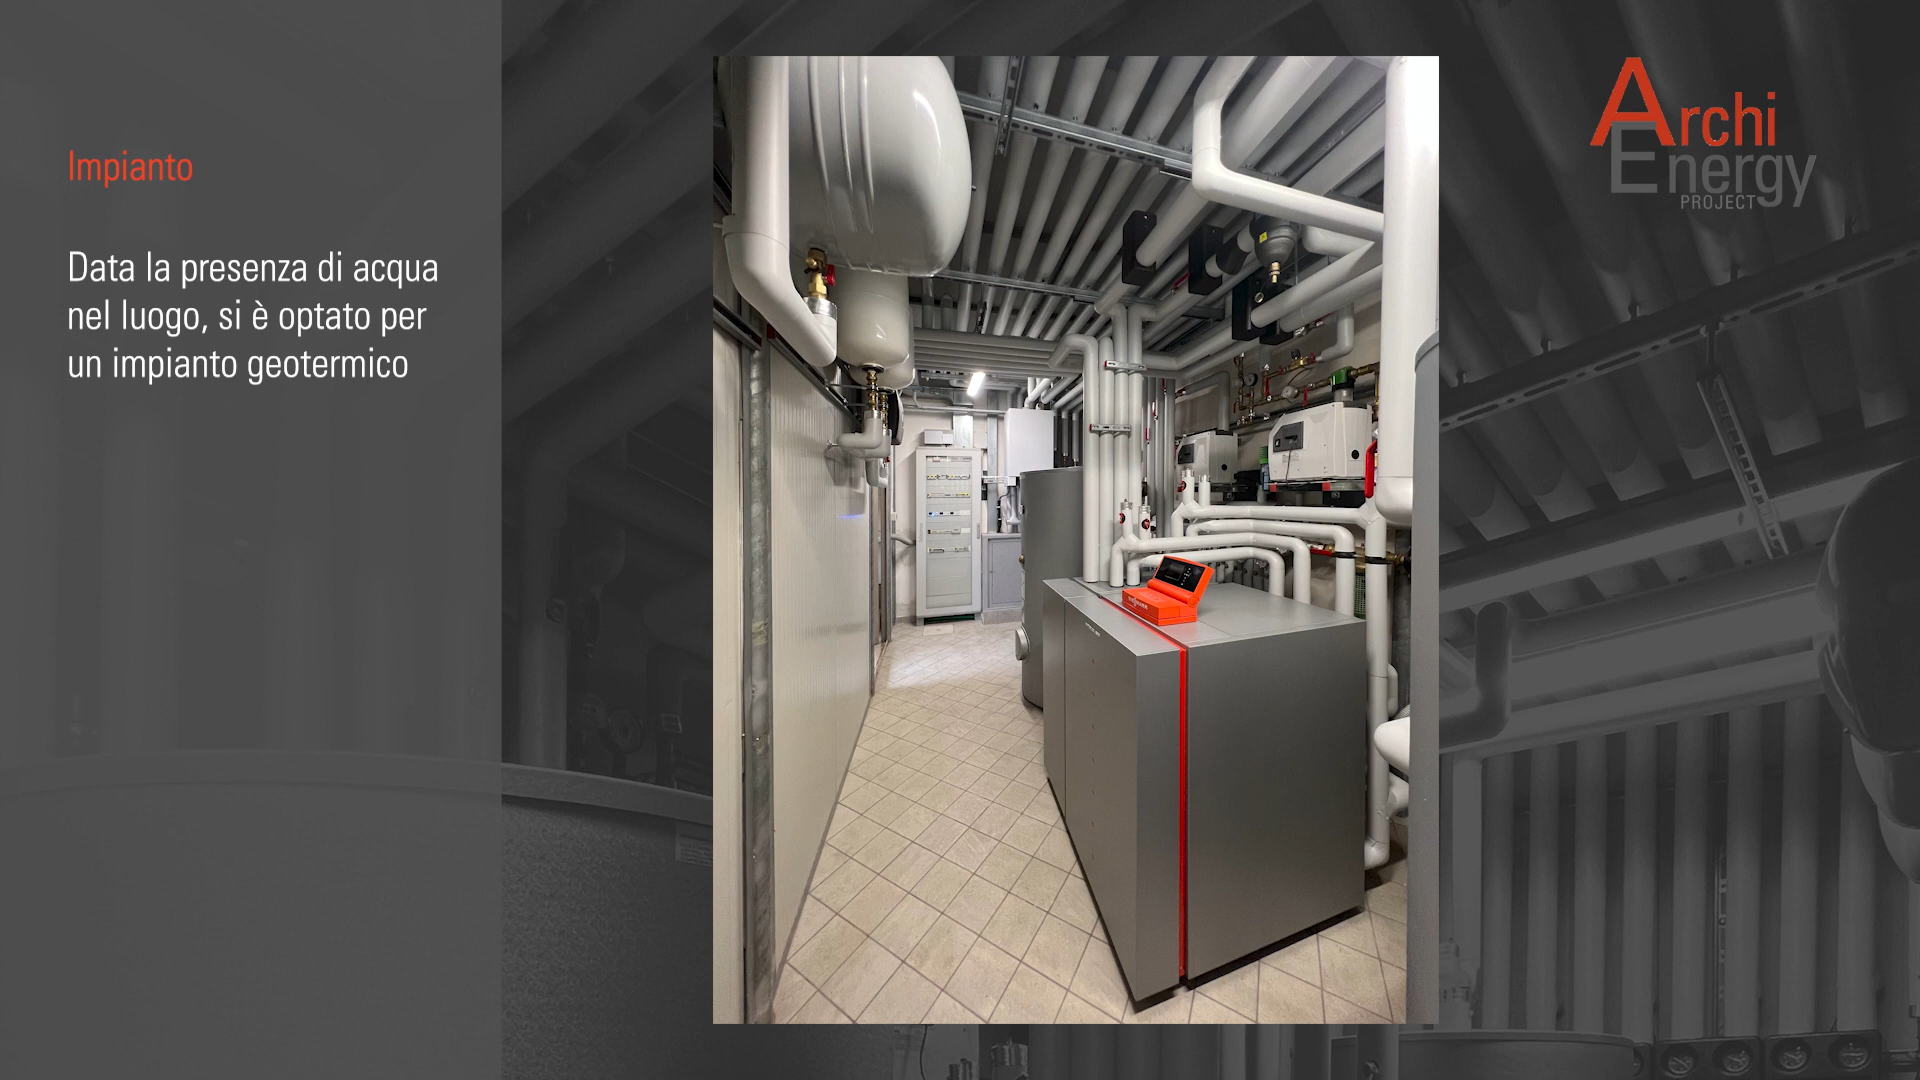 Impianto
Data la presenza di acqua
nel luogo, si è optato per
un impianto geotermico
Archi
Energy
PROJECT